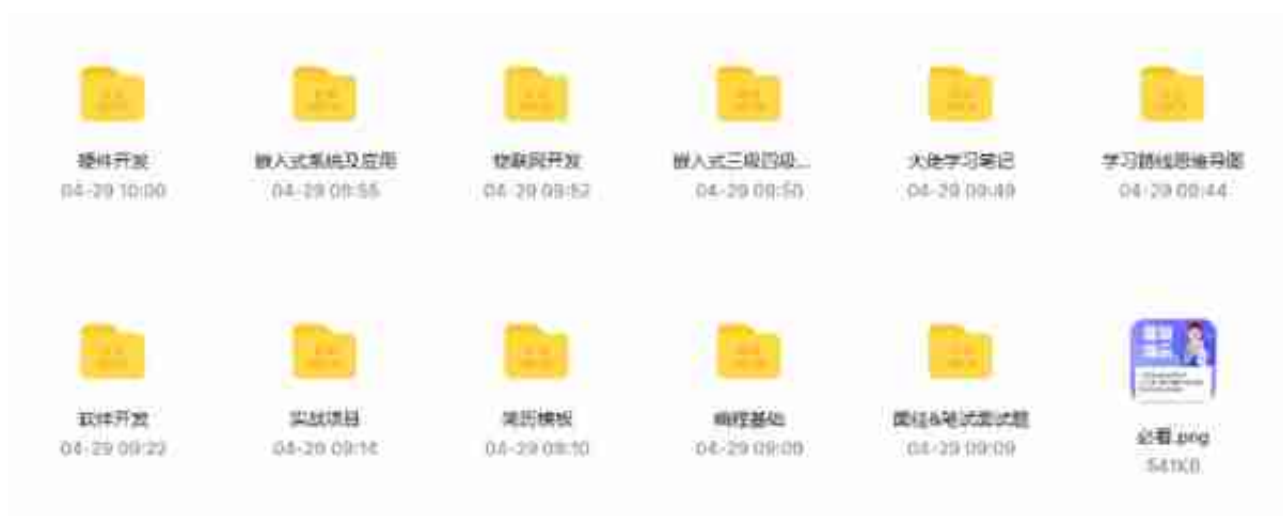 硬件开发
04-29 10:00
嵌入式系统及应用
04-29 09:55
物联网开发
04-29 09:52
嵌入式三级四级...
04-29 09:50
大佬学习笔记
04-29 09:49
学习路线思维导图
04-29 09:44
软件开发
04-29 09:22
实战项目
04-29 09:14
简历模板
04-29 09:10
编程基础
04-29 09:09
面经&笔试面试题
04-29 09:09
必看.png
541KB